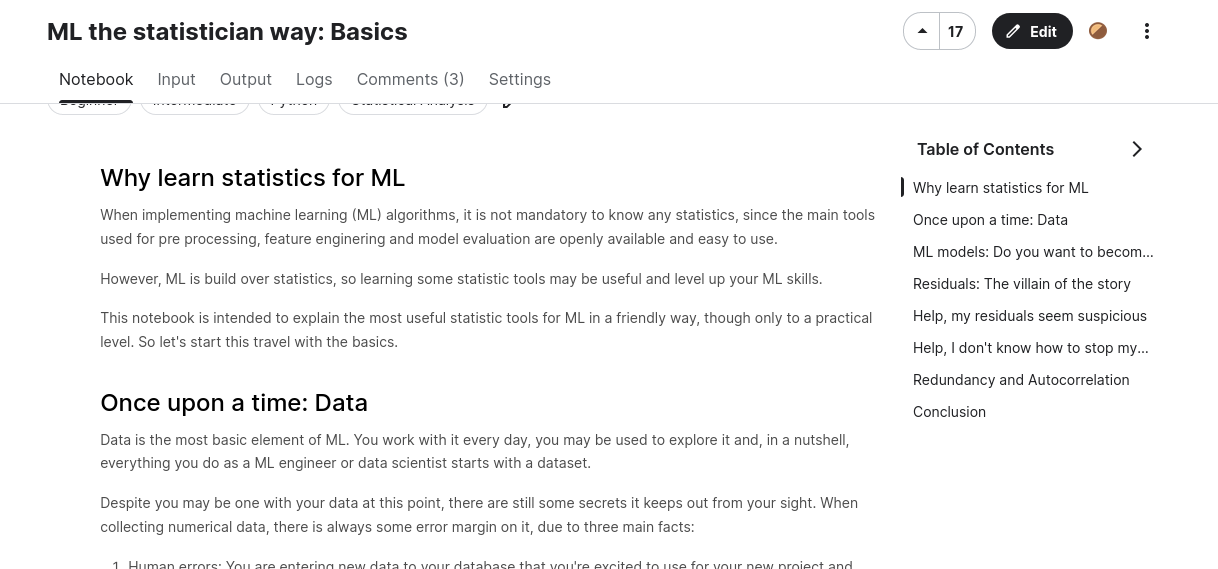 ML the statistician way: Basics
17
Edit
Notebook
Input
Output
Logs
Comments (3)
Settings
Beginner
Intermediate
Python
Statistical Analysis
Why learn statistics for ML
When implementing machine learning (ML) algorithms, it is not mandatory to know any statistics, since the main tools
used for pre processing, feature enginering and model evaluation are openly available and easy to use.
However, ML is build over statistics, so learning some statistic tools may be useful and level up your ML skills.
This notebook is intended to explain the most useful statistic tools for ML in a friendly way, though only to a practical
level. So let's start this travel with the basics.
Once upon a time: Data
Data is the most basic element of ML. You work with it every day, you may be used to explore it and, in a nutshell,
everything you do as a ML engineer or data scientist starts with a dataset.
Despite you may be one with your data at this point, there are still some secrets it keeps out from your sight. When
collecting numerical data, there is always some error margin on it, due to three main facts:
1. Human errors: You are entering new data to your database that you're excited to use for your new project and
Table of Contents
Why learn statistics for ML
Once upon a time: Data
ML models: Do you want to becom...
Residuals: The villain of the story
Help, my residuals seem suspicious
Help, I don't know how to stop my...
Redundancy and Autocorrelation
Conclusion